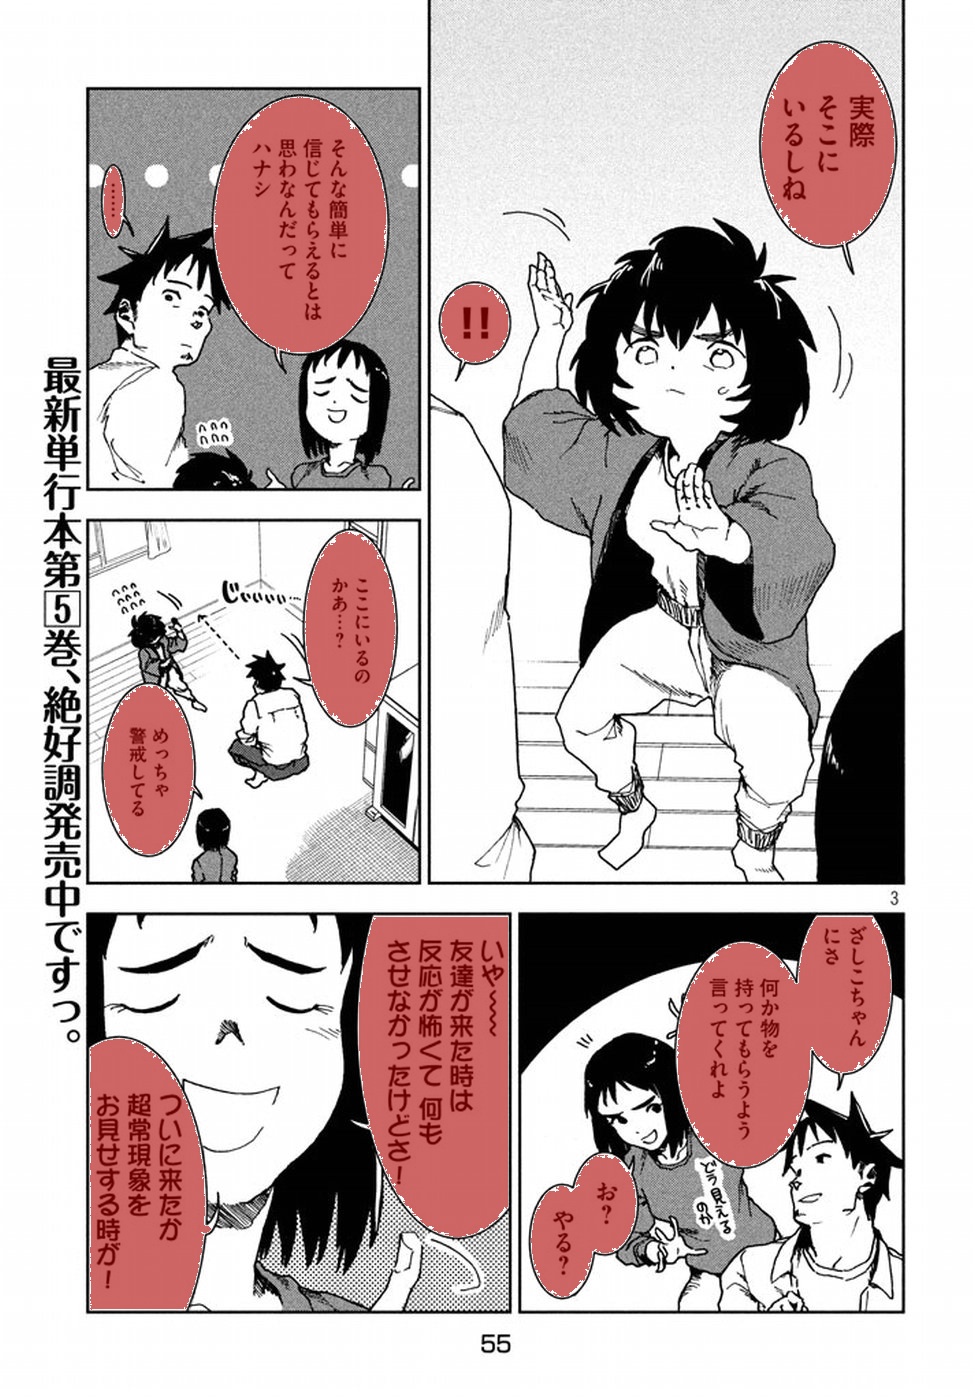 実際
そこに
いるしね
!!
そんな簡単に
信じてもらえるとは
思わなんだって
ハナシ
……
じぃぃぃぃ…
ここにいるの
かぁ…?
めっちゃ
警戒してる
3
ざしこちゃん
にさ
何か物を
持ってもらうよう
言ってくれよ
お?
やる?
どう見える
のか
いや〜〜〜
友達が来た時は
反応が怖くて 何も
させなかったけどさ!
ついに来たか
超常現象を
お見せする時が!
最新単行本第5巻、絶好調発売中ですっ。
55